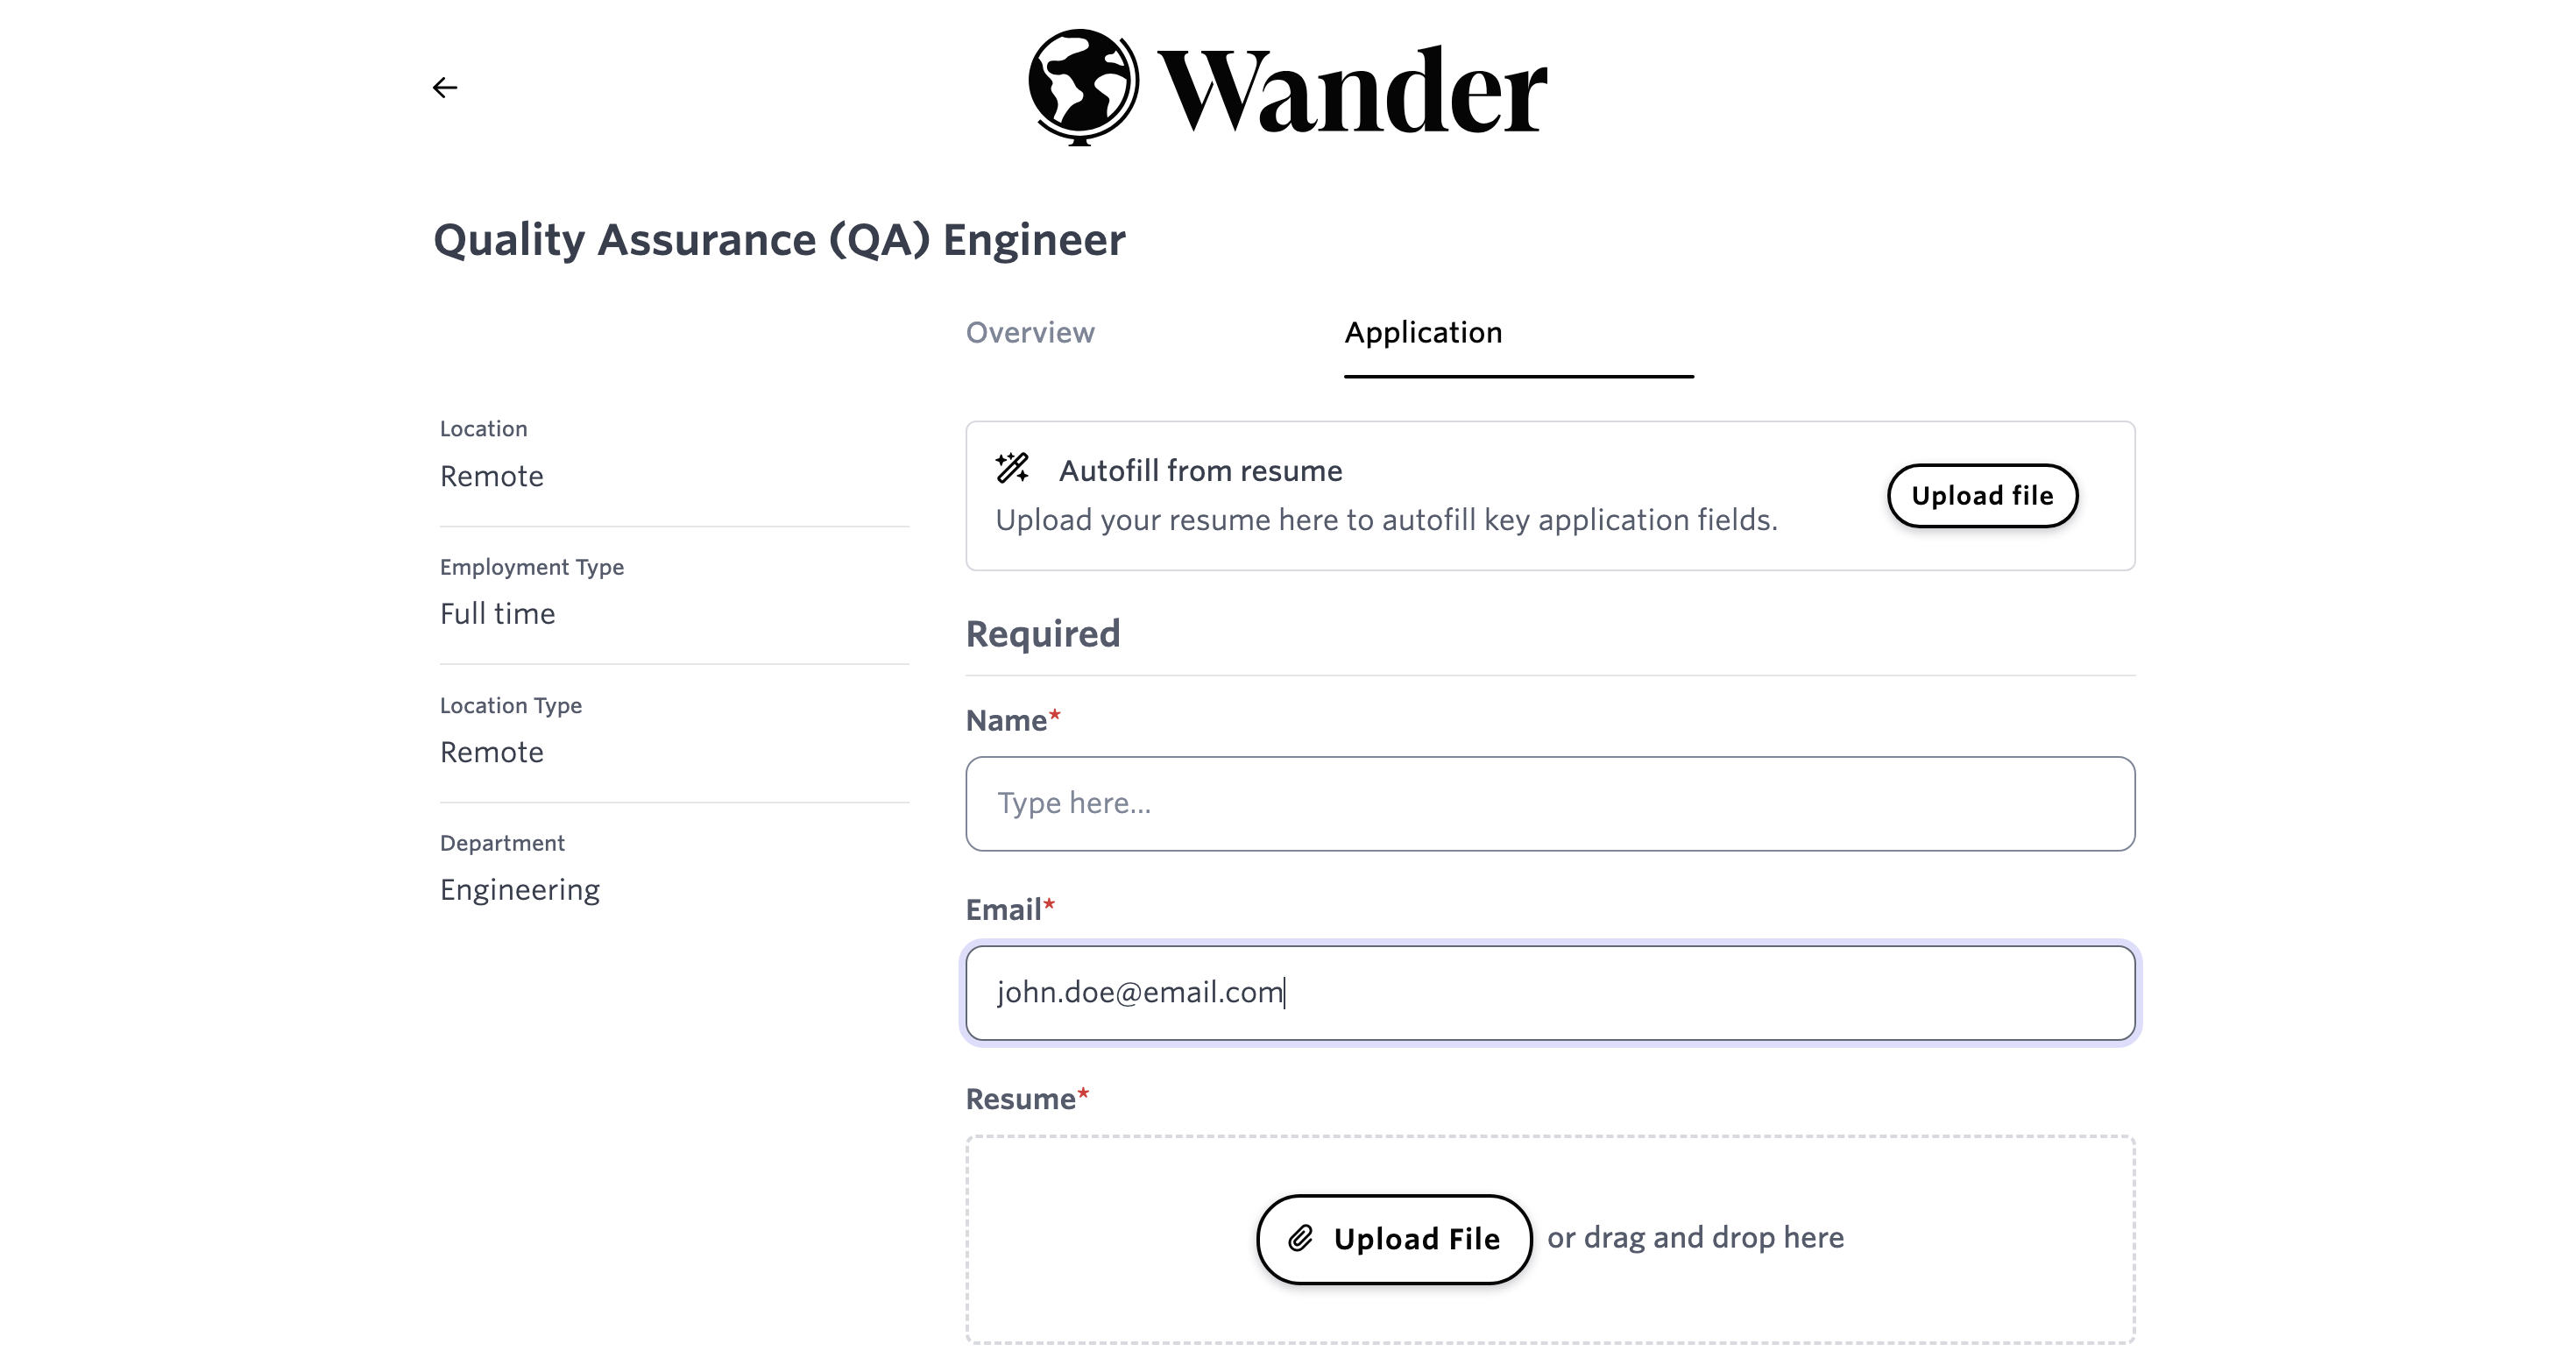 Wander
Quality Assurance (QA) Engineer
Overview
Application
Location
Remote
Employment Type
Full time
Location Type
Remote
Department
Engineering
Autofill from resume
Upload your resume here to autofill key application fields.
Upload file
Required
Name*
Type here...
Email*
john.doe@email.com
Resume*
Upload File or drag and drop here